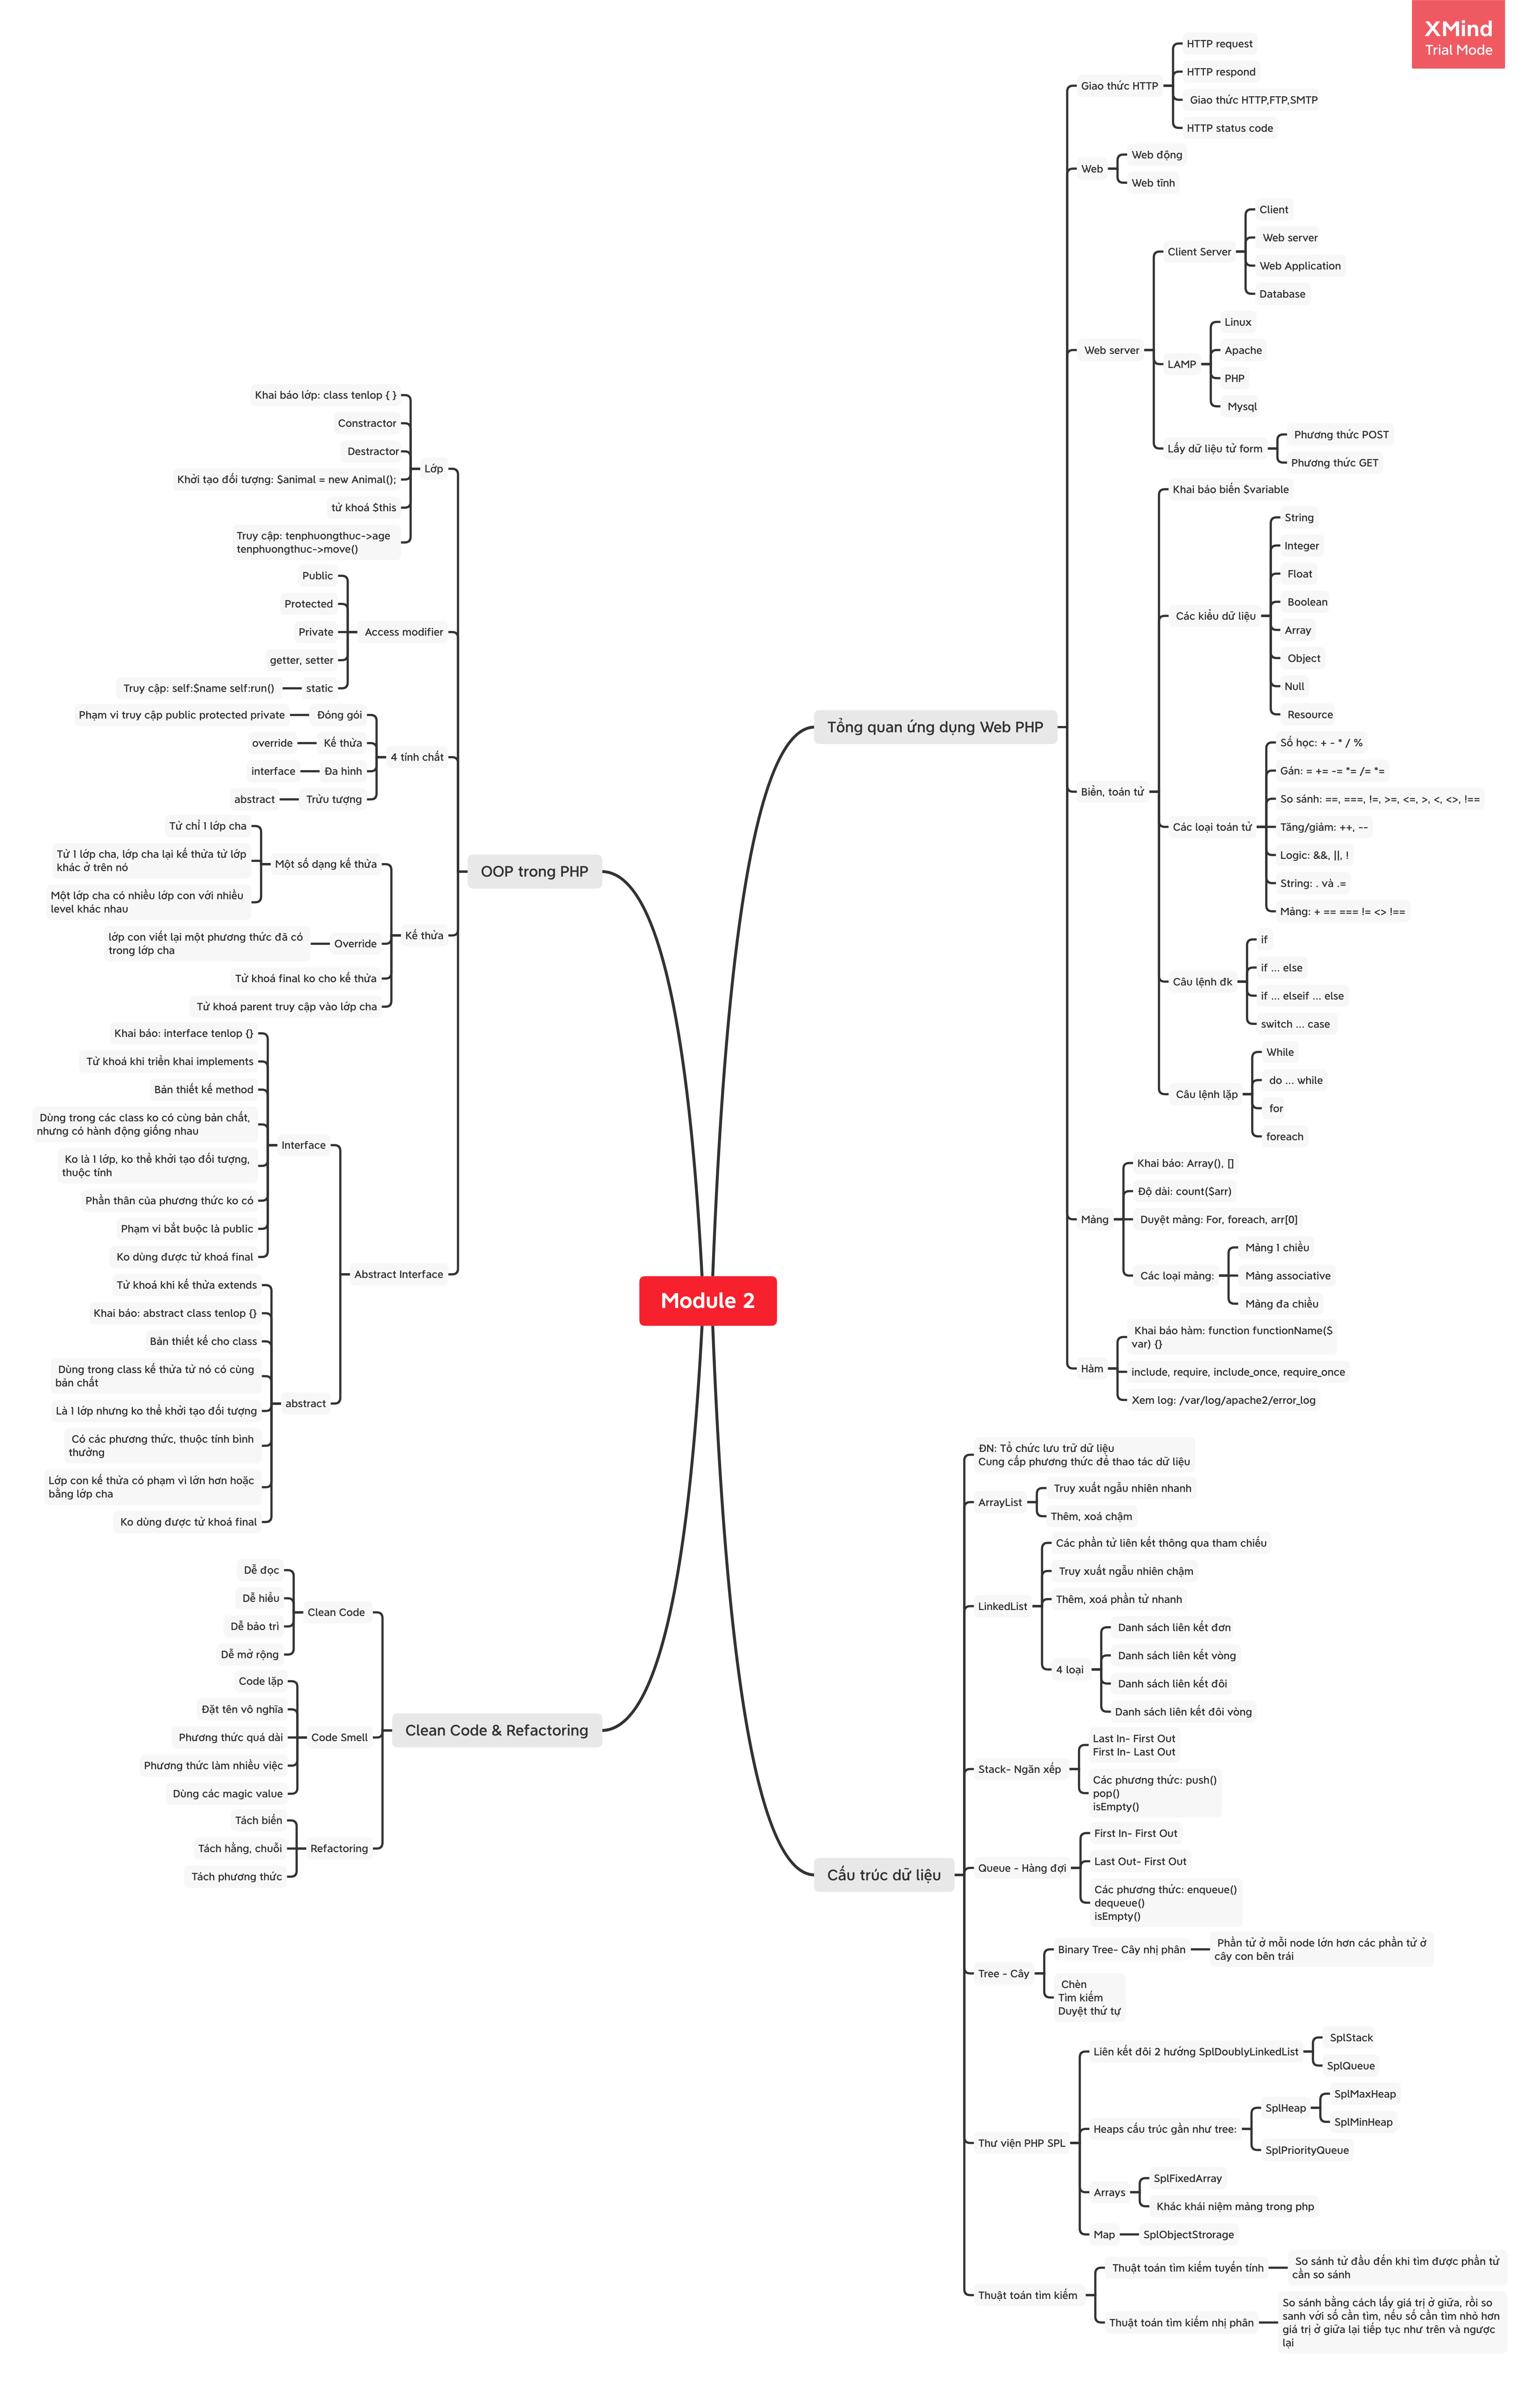 XMind
Trial Mode
Module 2
Tổng quan ứng dụng Web PHP
Giao thức HTTP
HTTP request
HTTP respond
Giao thức HTTP,FTP,SMTP
HTTP status code
Web
Web động
Web tĩnh
Web server
Client Server
Client
Web server
Web Application
Database
LAMP
Linux
Apache
PHP
Mysql
Lấy dữ liệu từ form
Phương thức POST
Phương thức GET
Biến, toán tử
Khai báo biến $variable
Các kiểu dữ liệu
String
Integer
Float
Boolean
Array
Object
Null
Resource
Các loại toán tử
Số học: + - * / %
Gán: = += -= *= /= *=
So sánh: ==, ===, !=, >=, <=, >, <, <>, !==
Tăng/giảm: ++, --
Logic: &&, ||, !
String: . và .=
Mảng: + == === != <> !==
Câu lệnh đk
if
if ... else
if ... elseif ... else
switch ... case
Câu lệnh lặp
While
do ... while
for
foreach
Mảng
Khai báo: Array(), []
Độ dài: count($arr)
Duyệt mảng: For, foreach, arr[0]
Các loại mảng:
Mảng 1 chiều
Mảng associative
Mảng đa chiều
Hàm
Khai báo hàm: function functionName($
var) {}
include, require, include_once, require_once
Xem log: /var/log/apache2/error_log
Cấu trúc dữ liệu
ĐN: Tổ chức lưu trữ dữ liệu
Cung cấp phương thức để thao tác dữ liệu
ArrayList
Truy xuất ngẫu nhiên nhanh
Thêm, xoá chậm
LinkedList
Các phần tử liên kết thông qua tham chiếu
Truy xuất ngẫu nhiên chậm
Thêm, xoá phần tử nhanh
4 loại
Danh sách liên kết đơn
Danh sách liên kết vòng
Danh sách liên kết đôi
Danh sách liên kết đôi vòng
Stack- Ngăn xếp
Last In- First Out
First In- Last Out
Các phương thức: push()
pop()
isEmpty()
Queue - Hàng đợi
First In- First Out
Last Out- First Out
Các phương thức: enqueue()
dequeue()
isEmpty()
Tree - Cây
Binary Tree- Cây nhị phân
Phần tử ở mỗi node lớn hơn các phần tử ở
cây con bên trái
Chèn
Tìm kiếm
Duyệt thứ tự
Thư viện PHP SPL
Liên kết đôi 2 hướng SplDoublyLinkedList
SplStack
SplQueue
Heaps cấu trúc gần như tree:
SplHeap
SplMaxHeap
SplMinHeap
SplPriorityQueue
Arrays
SplFixedArray
Khác khái niệm mảng trong php
Map
SplObjectStrorage
Thuật toán tìm kiếm
Thuật toán tìm kiếm tuyến tính
So sánh từ đầu đến khi tìm được phần tử
cần so sánh
Thuật toán tìm kiếm nhị phân
So sánh bằng cách lấy giá trị ở giữa, rồi so
sanh với số cần tìm, nếu số cần tìm nhỏ hơn
giá trị ở giữa lại tiếp tục như trên và ngược
lại
OOP trong PHP
Lớp
Khai báo lớp: class tenlop { }
Constractor
Destractor
Khởi tạo đối tượng: $animal = new Animal();
từ khoá $this
Truy cập: tenphuongthuc->age
tenphuongthuc->move()
Access modifier
Public
Protected
Private
getter, setter
static
Truy cập: self:$name self:run()
4 tính chất
Đóng gói
Phạm vi truy cập public protected private
Kế thừa
override
Đa hình
interface
Trừu tượng
abstract
Kế thừa
Một số dạng kế thừa
Từ chỉ 1 lớp cha
Từ 1 lớp cha, lớp cha lại kế thừa từ lớp
khác ở trên nó
Một lớp cha có nhiều lớp con với nhiều
level khác nhau
Override
lớp con viết lại một phương thức đã có
trong lớp cha
Từ khoá final ko cho kế thừa
Từ khoá parent truy cập vào lớp cha
Abstract Interface
Interface
Khai báo: interface tenlop {}
Từ khoá khi triển khai implements
Bản thiết kế method
Dùng trong các class ko có cùng bản chất,
nhưng có hành động giống nhau
Ko là 1 lớp, ko thể khởi tạo đối tượng,
thuộc tính
Phần thân của phương thức ko có
Phạm vi bắt buộc là public
Ko dùng được từ khoá final
abstract
Từ khoá khi kế thừa extends
Khai báo: abstract class tenlop {}
Bản thiết kế cho class
Dùng trong class kế thừa từ nó có cùng
bản chất
Là 1 lớp nhưng ko thể khởi tạo đối tượng
Có các phương thức, thuộc tính bình
thường
Lớp con kế thừa có phạm vì lớn hơn hoặc
bằng lớp cha
Ko dùng được từ khoá final
Clean Code & Refactoring
Clean Code
Dễ đọc
Dễ hiểu
Dễ bảo trì
Dễ mở rộng
Code Smell
Code lặp
Đặt tên vô nghĩa
Phương thức quá dài
Phương thức làm nhiều việc
Dùng các magic value
Refactoring
Tách biến
Tách hằng, chuỗi
Tách phương thức